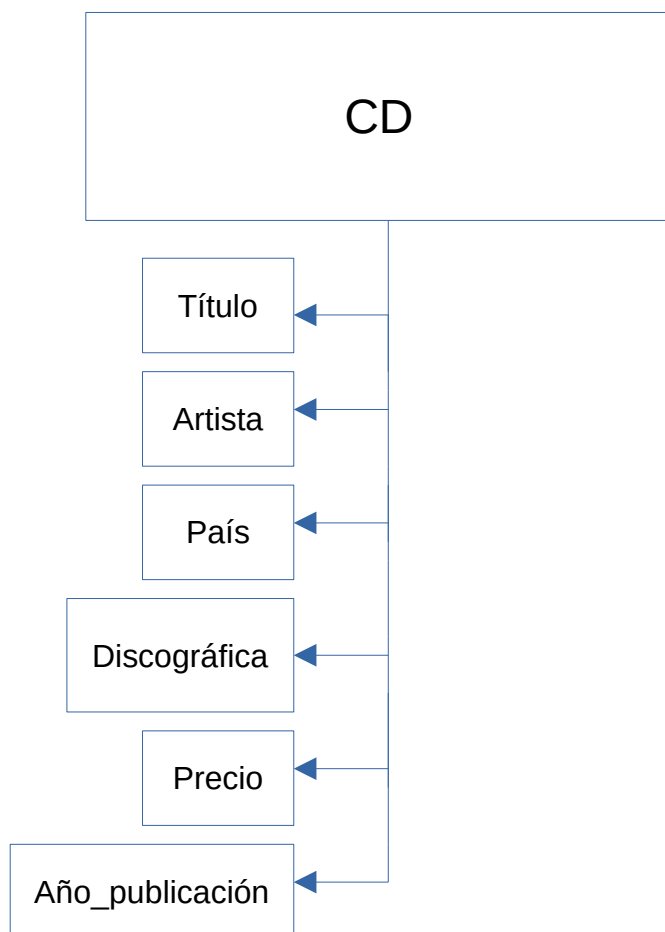 CD
Título
Artista
País
Discográfica
Precio
Año_publicación